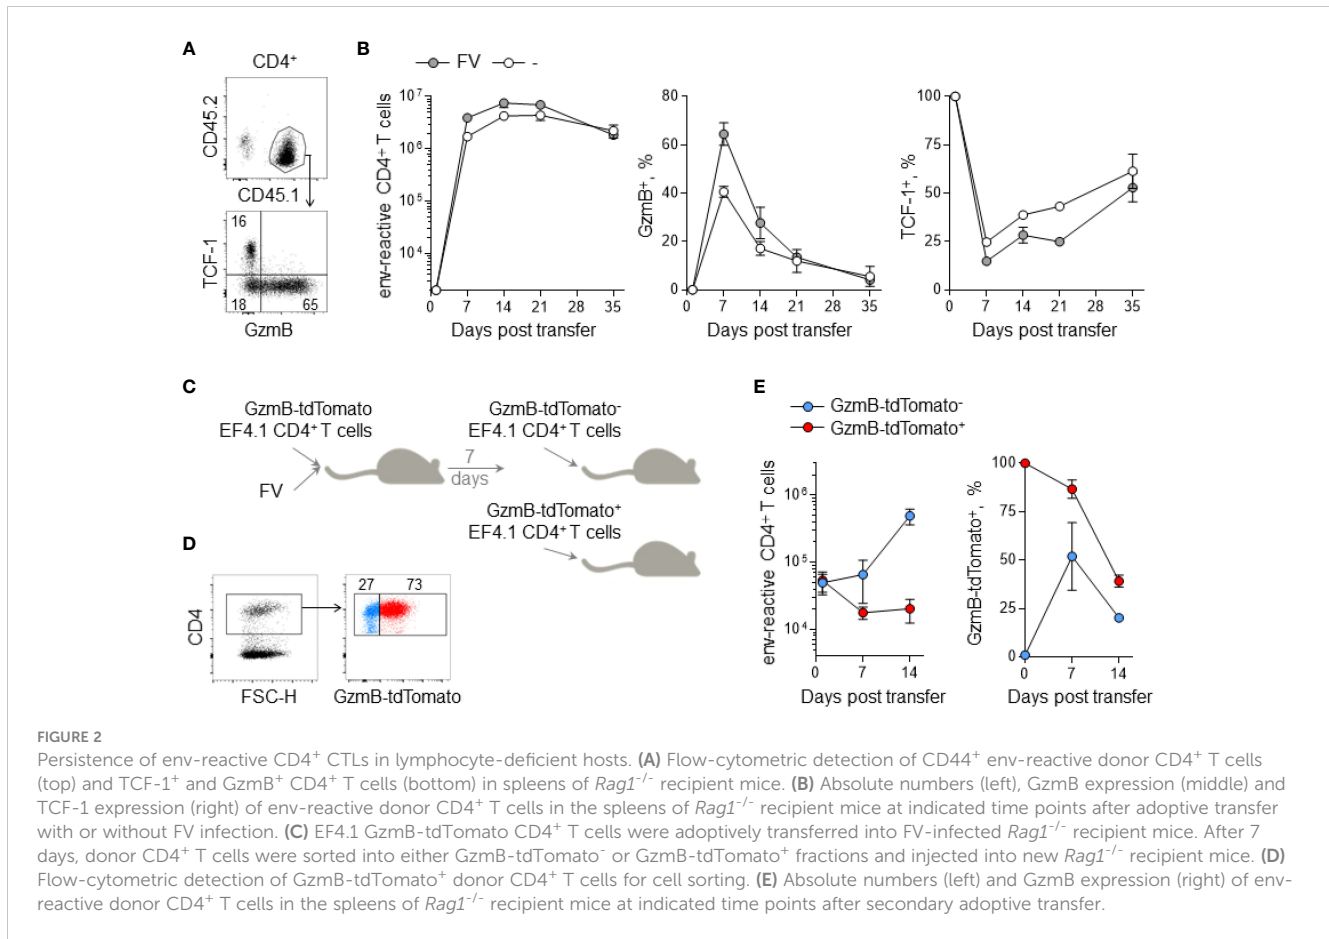 A
CD4⁺
CD45.2
CD45.1
16
TCF-1
18
65
GzmB
B
FV
-
env-reactive CD4⁺ T cells
10⁷
10⁶
10⁵
10⁴
0 7 14 21 28 35
Days post transfer
GzmB⁺, %
80
60
40
20
0
0 7 14 21 28 35
Days post transfer
TCF-1⁺, %
100
75
50
25
0
0 7 14 21 28 35
Days post transfer
C
GzmB-tdTomato
EF4.1 CD4⁺ T cells
FV
7
days
GzmB-tdTomato⁻
EF4.1 CD4⁺ T cells
GzmB-tdTomato⁺
EF4.1 CD4⁺ T cells
D
CD4
FSC-H
27
73
GzmB-tdTomato
E
GzmB-tdTomato⁻
GzmB-tdTomato⁺
env-reactive CD4⁺ T cells
10⁶
10⁵
10⁴
0 7 14
Days post transfer
GzmB-tdTomato⁺, %
100
75
50
25
0
0 7 14
Days post transfer
FIGURE 2
Persistence of env-reactive CD4⁺ CTLs in lymphocyte-deficient hosts. (A) Flow-cytometric detection of CD44⁺ env-reactive donor CD4⁺ T cells
(top) and TCF-1⁺ and GzmB⁺ CD4⁺ T cells (bottom) in spleens of Rag1⁻/⁻ recipient mice. (B) Absolute numbers (left), GzmB expression (middle) and
TCF-1 expression (right) of env-reactive donor CD4⁺ T cells in the spleens of Rag1⁻/⁻ recipient mice at indicated time points after adoptive transfer
with or without FV infection. (C) EF4.1 GzmB-tdTomato CD4⁺ T cells were adoptively transferred into FV-infected Rag1⁻/⁻ recipient mice. After 7
days, donor CD4⁺ T cells were sorted into either GzmB-tdTomato⁻ or GzmB-tdTomato⁺ fractions and injected into new Rag1⁻/⁻ recipient mice. (D)
Flow-cytometric detection of GzmB-tdTomato⁺ donor CD4⁺ T cells for cell sorting. (E) Absolute numbers (left) and GzmB expression (right) of env-
reactive donor CD4⁺ T cells in the spleens of Rag1⁻/⁻ recipient mice at indicated time points after secondary adoptive transfer.